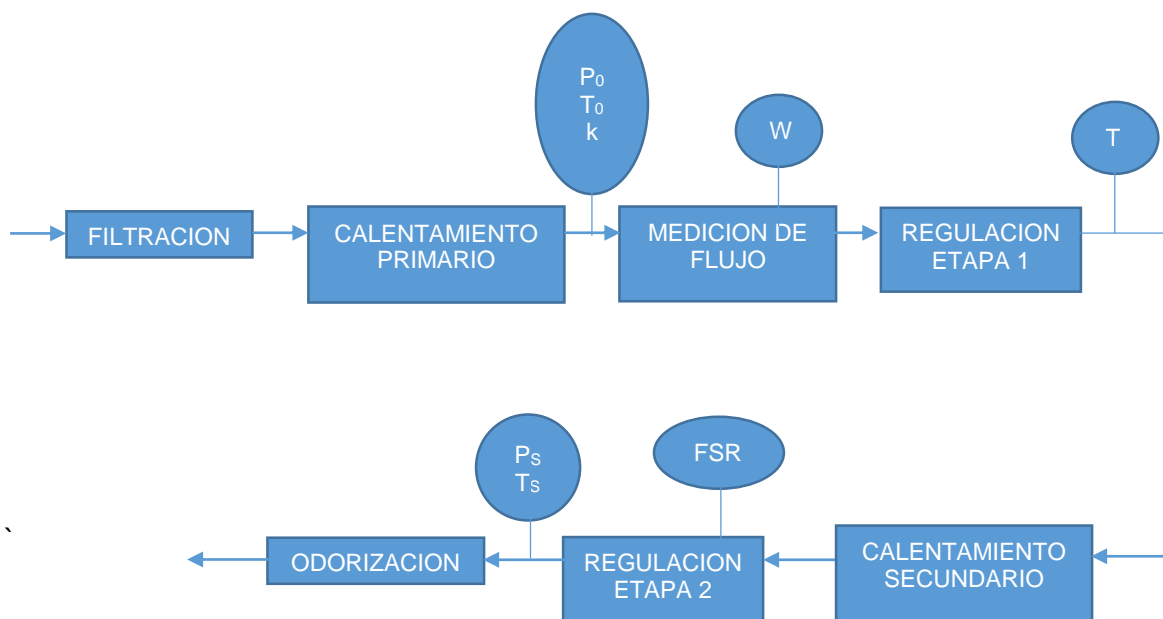 P₀
T₀
k
W
T
FILTRACION
CALENTAMIENTO
PRIMARIO
MEDICION DE
FLUJO
REGULACION
ETAPA 1
Pₛ
Tₛ
FSR
`
ODORIZACION
REGULACION
ETAPA 2
CALENTAMIENTO
SECUNDARIO